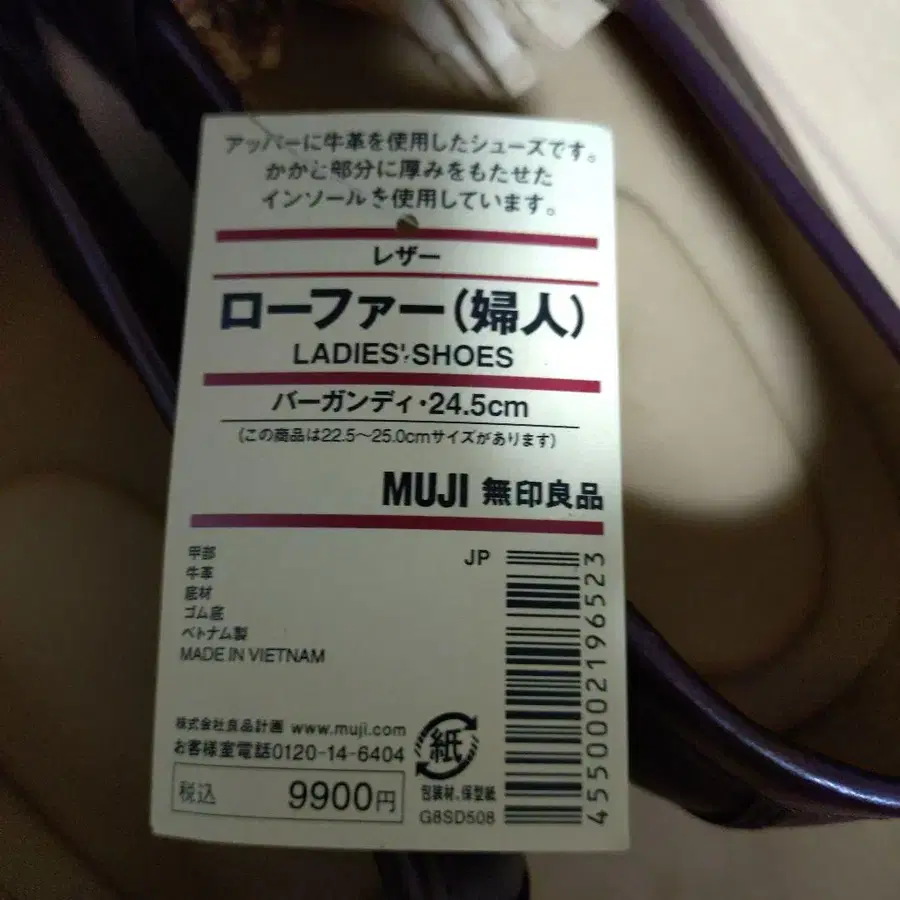 アッパーに牛革を使用したシューズです。
かかと部分に厚みをもたせた
インソールを使用しています。
レザー
ローファー(婦人)
LADIES' SHOES
バーガンディ・24.5cm
(この商品は22.5〜25.0cmサイズがあります)
MUJI 無印良品
甲部
牛革
底材
ゴム底
ベトナム製
MADE IN VIETNAM
JP
4550002196523
株式会社良品計画 www.muji.com
お客様室電話0120-14-6404
税込 9900円
紙
包装材、保型紙
G8SD508